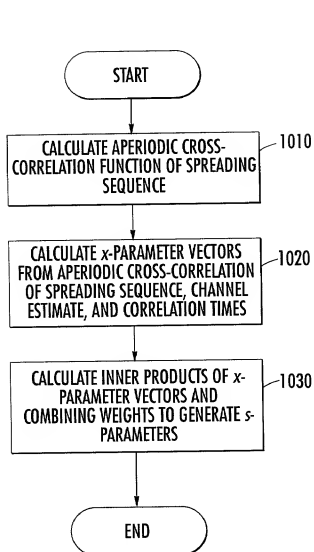 START
CALCULATE APERIODIC CROSS-
CORRELATION FUNCTION OF SPREADING
SEQUENCE
1010
CALCULATE x-PARAMETER VECTORS
FROM APERIODIC CROSS-CORRELATION
OF SPREADING SEQUENCE, CHANNEL
ESTIMATE, AND CORRELATION TIMES
1020
CALCULATE INNER PRODUCTS OF x-
PARAMETER VECTORS AND
COMBINING WEIGHTS TO GENERATE s-
PARAMETERS
1030
END